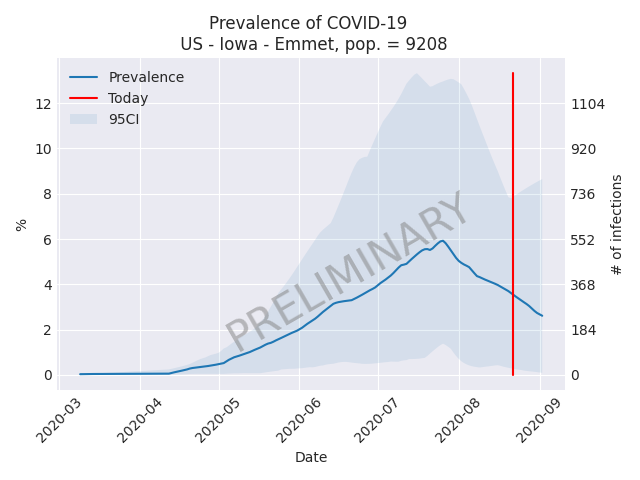 Prevalence of COVID-19
US - Iowa - Emmet, pop. = 9208
Prevalence
Today
95CI
PRELIMINARY
%
12
10
8
6
4
2
0
1104
920
736
552
368
184
0
# of infections
2020-03
2020-04
2020-05
2020-06
2020-07
2020-08
2020-09
Date